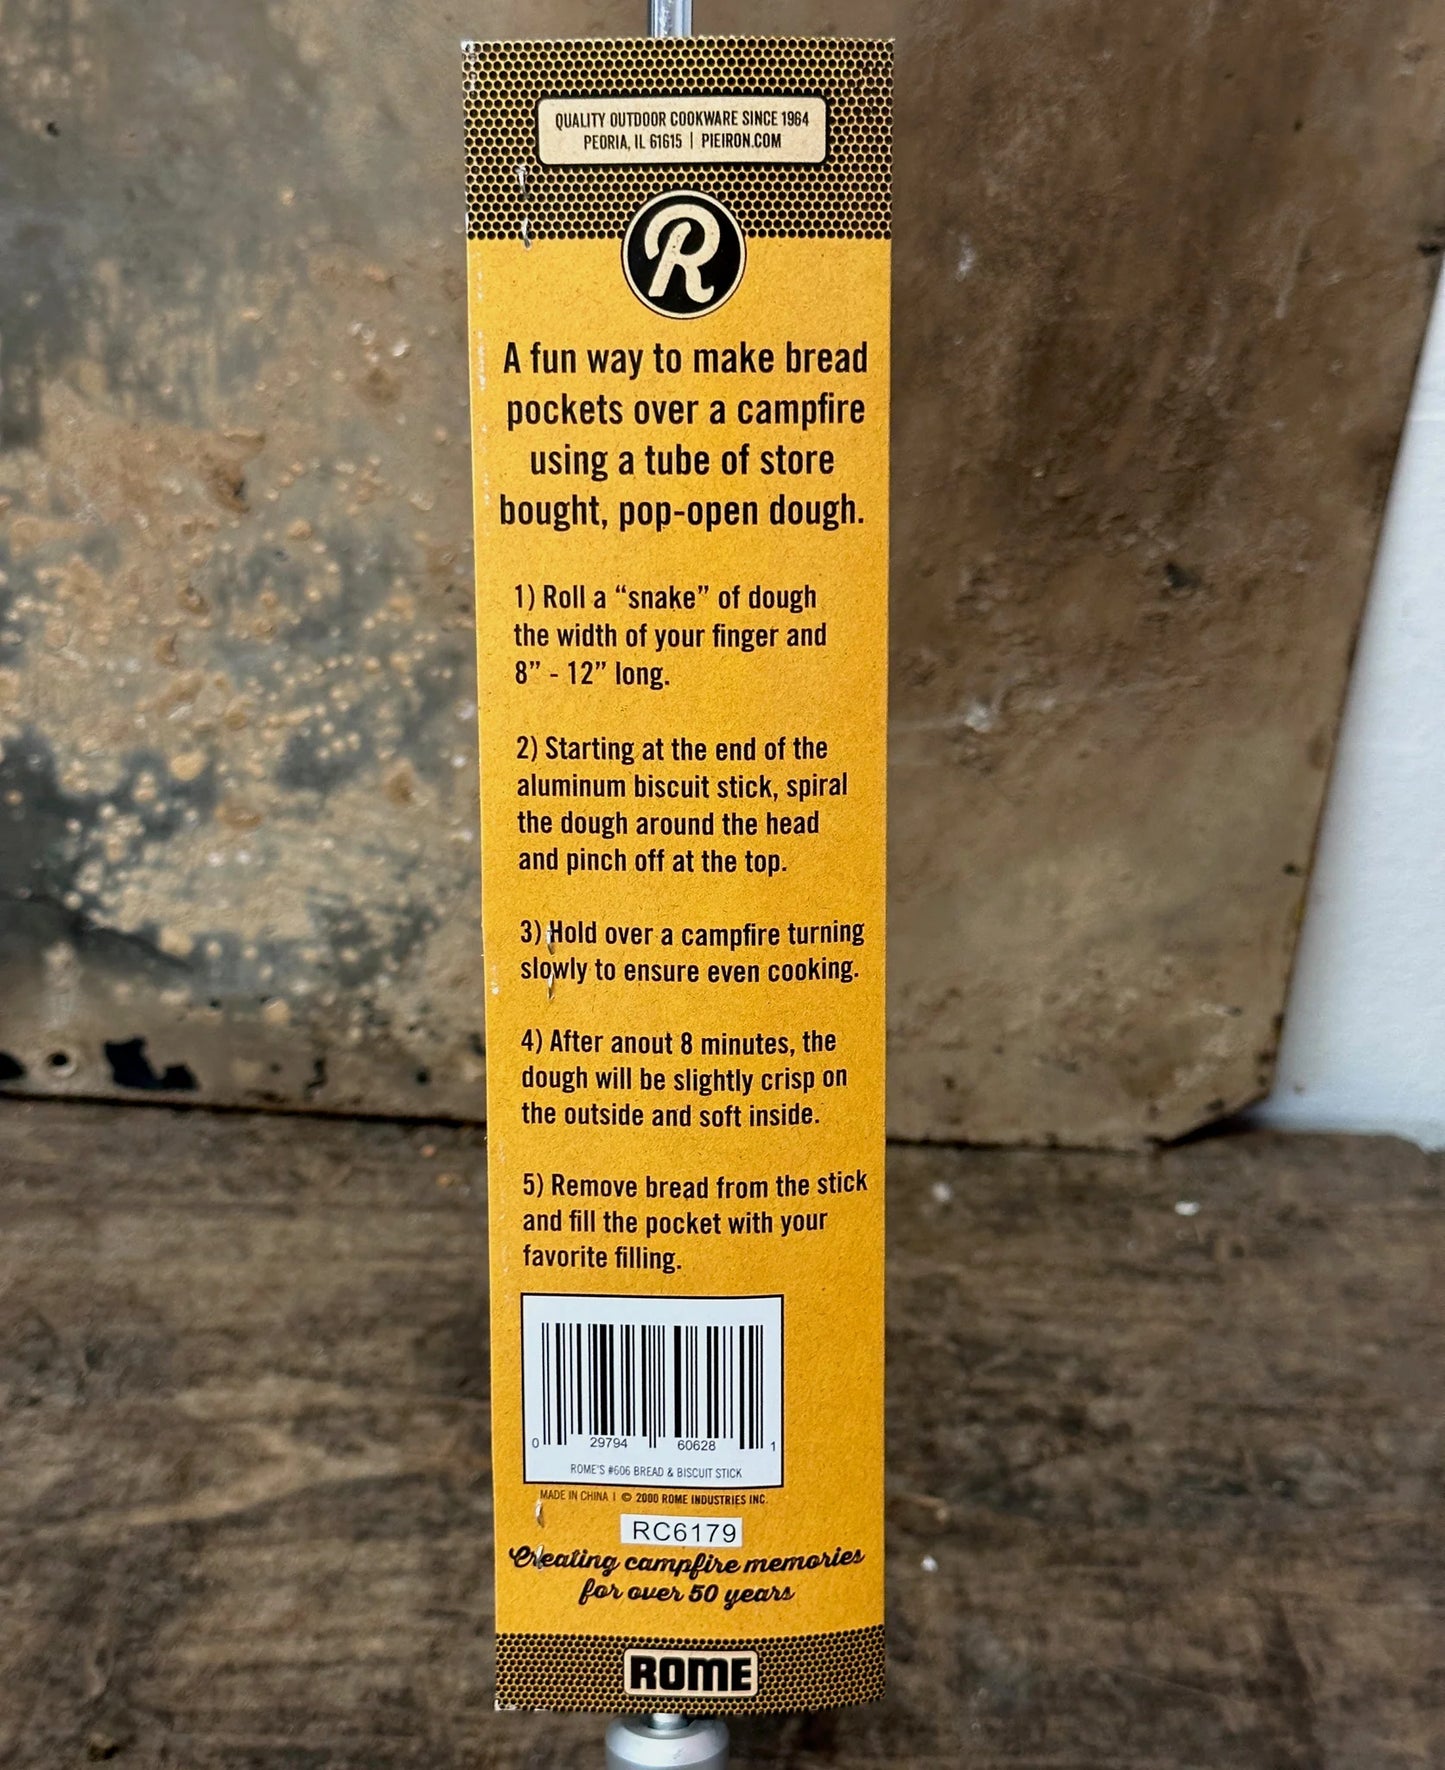 QUALITY OUTDOOR COOKWARE SINCE 1964
PEORIA, IL 61615 | PIEIRON.COM
R
A fun way to make bread
pockets over a campfire
using a tube of store
bought, pop-open dough.
1) Roll a “snake” of dough
the width of your finger and
8” - 12” long.
2) Starting at the end of the
aluminum biscuit stick, spiral
the dough around the head
and pinch off at the top.
3) Hold over a campfire turning
slowly to ensure even cooking.
4) After anout 8 minutes, the
dough will be slightly crisp on
the outside and soft inside.
5) Remove bread from the stick
and fill the pocket with your
favorite filling.
0 29794 60628 1
ROME'S #606 BREAD & BISCUIT STICK
MADE IN CHINA | © 2000 ROME INDUSTRIES INC.
RC6179
Creating campfire memories
for over 50 years
ROME